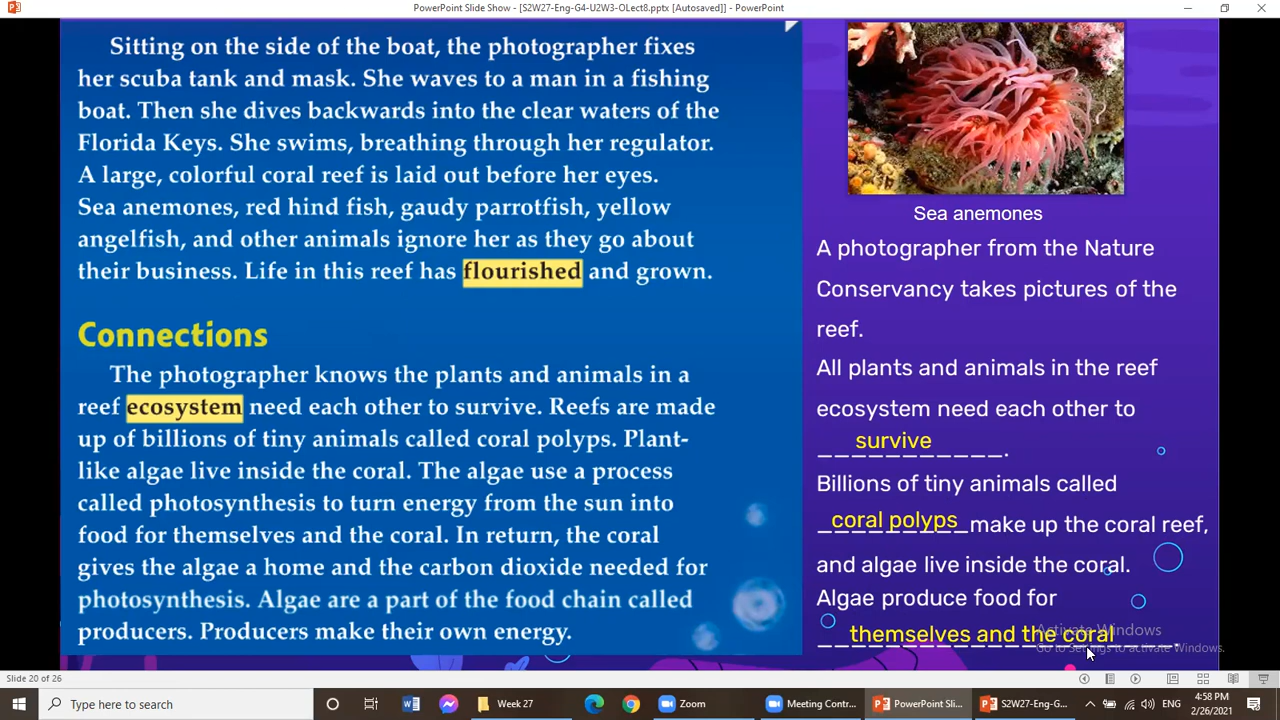 PowerPoint Slide Show - [S2W27-Eng-G4-U2W3-OLect8.pptx [Autosaved]] - PowerPoint
Sitting on the side of the boat, the photographer fixes
her scuba tank and mask. She waves to a man in a fishing
boat. Then she dives backwards into the clear waters of the
Florida Keys. She swims, breathing through her regulator.
A large, colorful coral reef is laid out before her eyes.
Sea anemones, red hind fish, gaudy parrotfish, yellow
angelfish, and other animals ignore her as they go about
their business. Life in this reef has flourished and grown.
Connections
The photographer knows the plants and animals in a
reef ecosystem need each other to survive. Reefs are made
up of billions of tiny animals called coral polyps. Plant-
like algae live inside the coral. The algae use a process
called photosynthesis to turn energy from the sun into
food for themselves and the coral. In return, the coral
gives the algae a home and the carbon dioxide needed for
photosynthesis. Algae are a part of the food chain called
producers. Producers make their own energy.
Sea anemones
A photographer from the Nature
Conservancy takes pictures of the
reef.
All plants and animals in the reef
ecosystem need each other to
survive
___________.
Billions of tiny animals called
coral polyps make up the coral reef,
and algae live inside the coral.
Algae produce food for
themselves and the coral.
Activate Windows
Go to Settings to activate Windows.
Slide 20 of 26
Type here to search
Week 27
Zoom
Meeting Contr...
PowerPoint Sli...
S2W27-Eng-G...
ENG
4:58 PM
2/26/2021